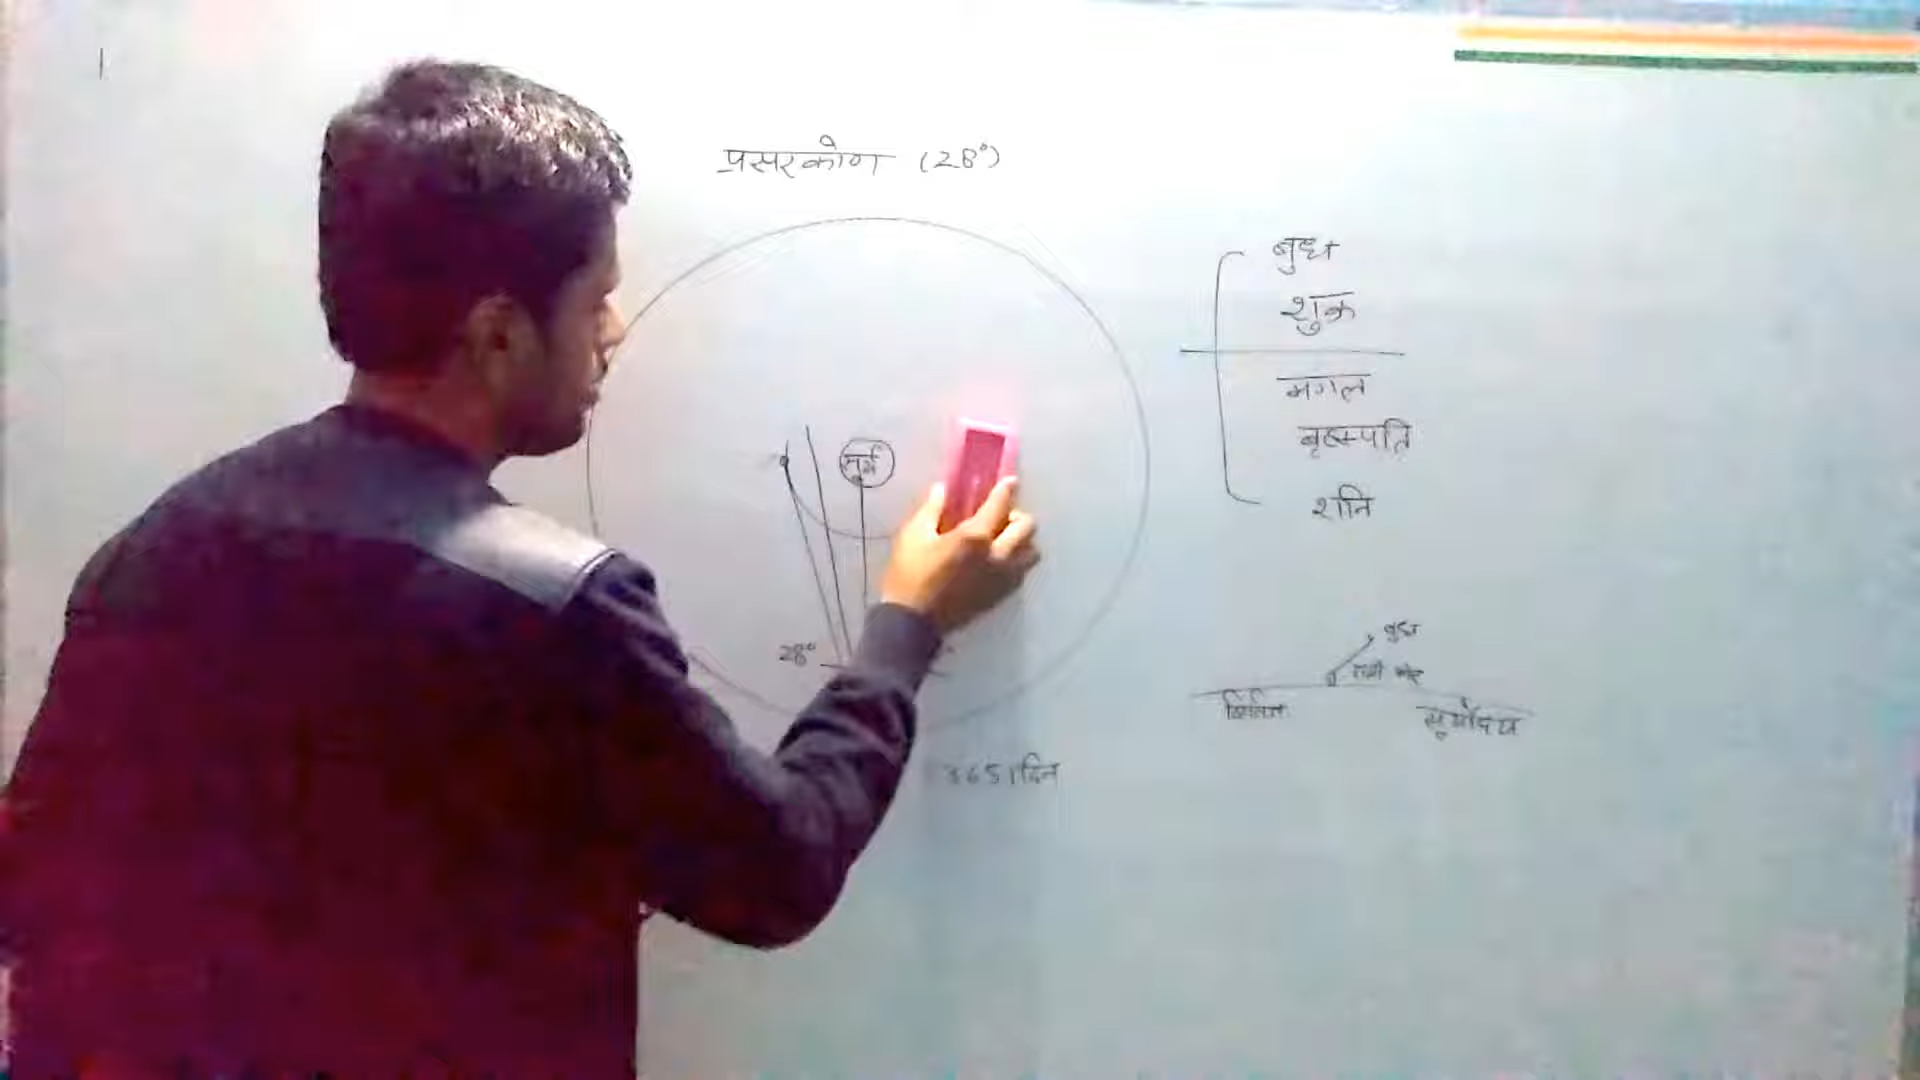 प्रसरकोण (28°)
बुध
शुक्र
मंगल
बृहस्पति
शनि
सूर्य
28°
बुध
क्षितिज
सूर्योदय
365 दिन